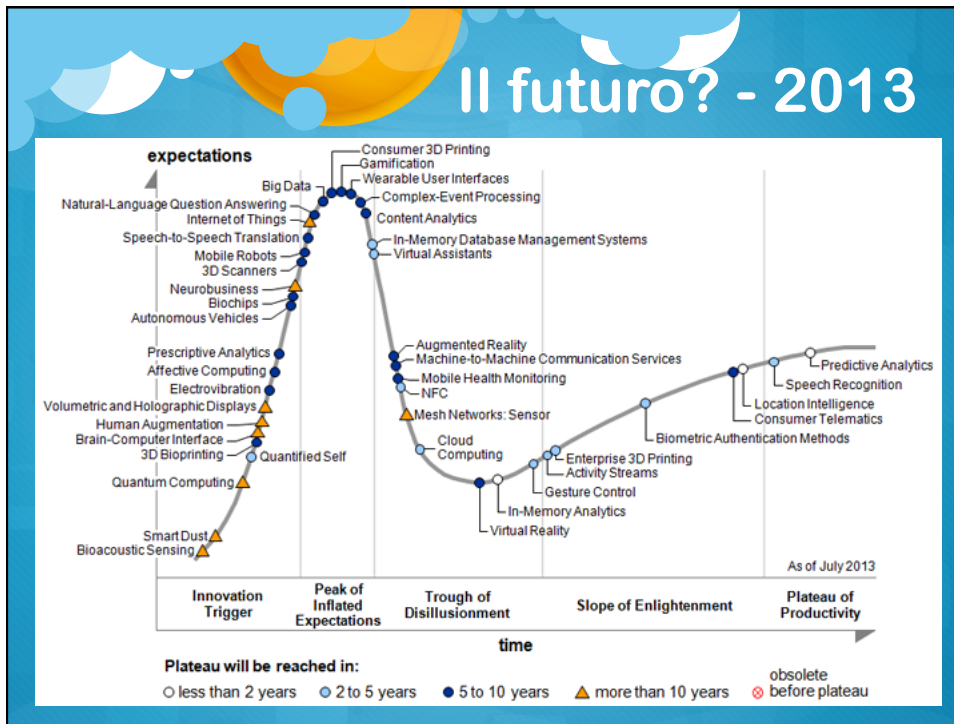 Il futuro? - 2013
expectations
Consumer 3D Printing
Gamification
Wearable User Interfaces
Big Data
Complex-Event Processing
Natural-Language Question Answering
Content Analytics
Internet of Things
Speech-to-Speech Translation
In-Memory Database Management Systems
Mobile Robots
Virtual Assistants
3D Scanners
Neurobusiness
Biochips
Autonomous Vehicles
Prescriptive Analytics
Affective Computing
Electrovibration
Volumetric and Holographic Displays
Human Augmentation
Brain-Computer Interface
3D Bioprinting
Quantified Self
Quantum Computing
Smart Dust
Bioacoustic Sensing
Augmented Reality
Machine-to-Machine Communication Services
Mobile Health Monitoring
NFC
Mesh Networks: Sensor
Cloud
Computing
Virtual Reality
In-Memory Analytics
Gesture Control
Activity Streams
Enterprise 3D Printing
Biometric Authentication Methods
Consumer Telematics
Location Intelligence
Speech Recognition
Predictive Analytics
As of July 2013
Innovation
Trigger
Peak of
Inflated
Expectations
Trough of
Disillusionment
Slope of Enlightenment
Plateau of
Productivity
time
Plateau will be reached in:
less than 2 years
2 to 5 years
5 to 10 years
more than 10 years
obsolete
before plateau